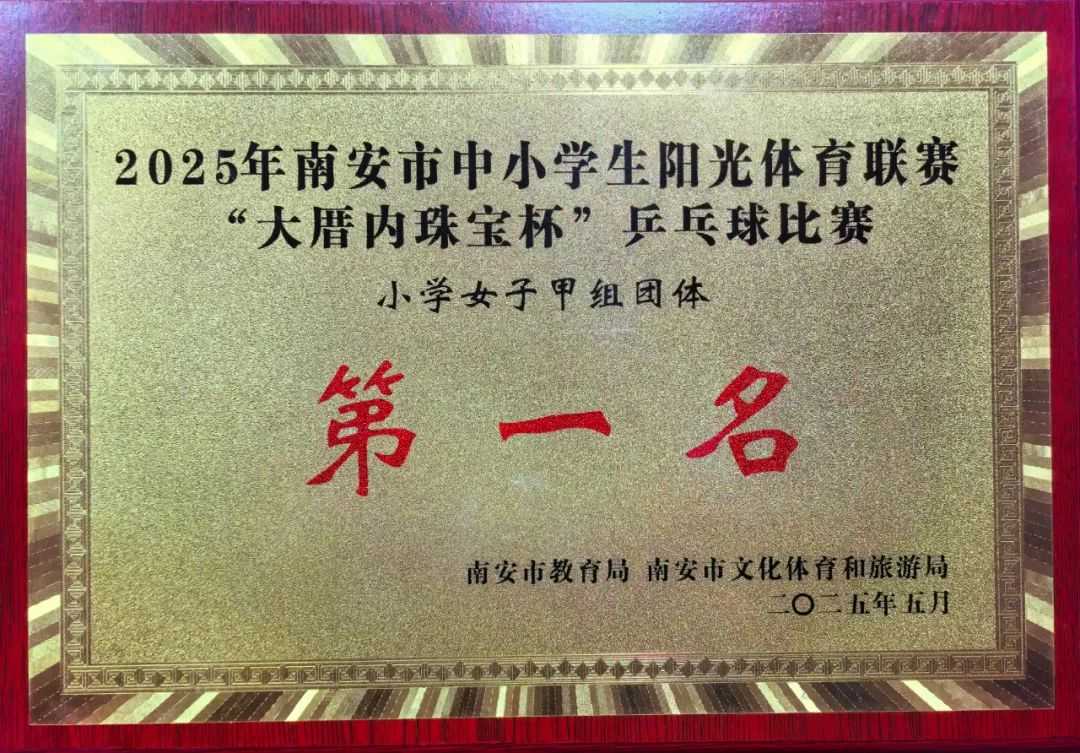 2025年南安市中小学生阳光体育联赛
“大厝内珠宝杯”乒乓球比赛
小学女子甲组团体
第一名
南安市教育局 南安市文化体育和旅游局
二〇二五年五月